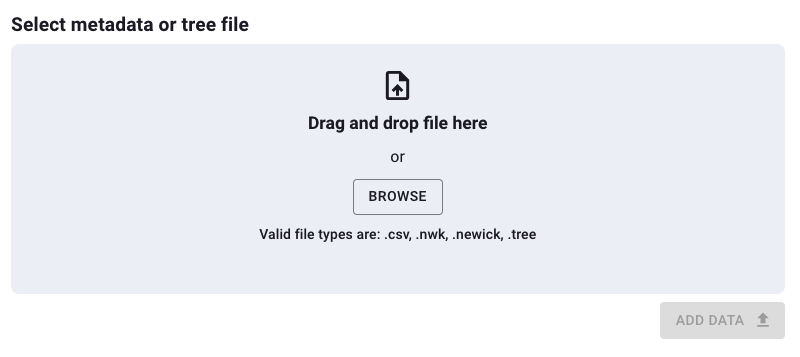 Select metadata or tree file
Drag and drop file here
or
BROWSE
Valid file types are: .csv, .nwk, .newick, .tree
ADD DATA